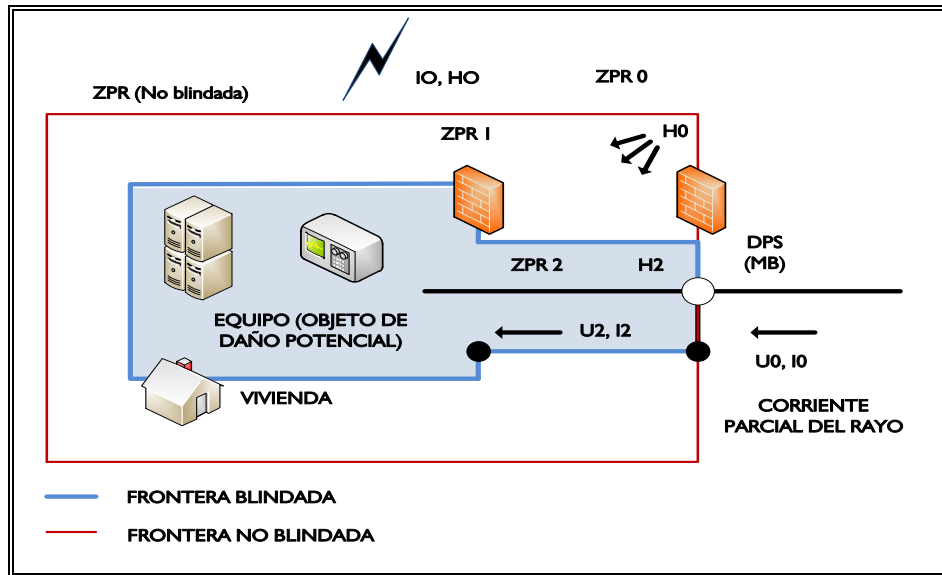 IO, HO
ZPR 0
ZPR (No blindada)
ZPR I
H0
DPS
(MB)
ZPR 2
H2
EQUIPO (OBJETO DE
DAÑO POTENCIAL)
U2, I2
U0, I0
VIVIENDA
CORRIENTE
PARCIAL DEL RAYO
FRONTERA BLINDADA
FRONTERA NO BLINDADA